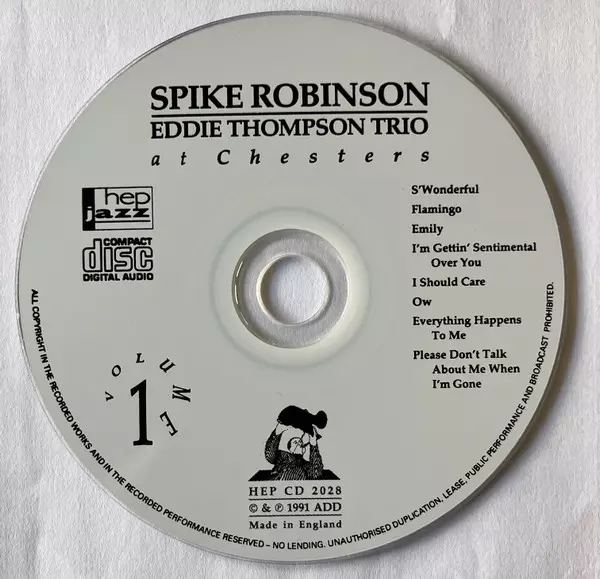 SPIKE ROBINSON
EDDIE THOMPSON TRIO
at Chesters
hep
jazz
COMPACT
disc
DIGITAL AUDIO
S'Wonderful
Flamingo
Emily
I'm Gettin' Sentimental
Over You
I Should Care
Ow
Everything Happens
To Me
Please Don't Talk
About Me When
I'm Gone
VOLUME
1
HEP CD 2028
© & ℗ 1991 ADD
Made in England
ALL COPYRIGHT IN THE RECORDED WORKS AND IN THE RECORDED PERFORMANCE RESERVED – NO LENDING. UNAUTHORISED DUPLICATION, LEASE, PUBLIC PERFORMANCE AND BROADCAST PROHIBITED.